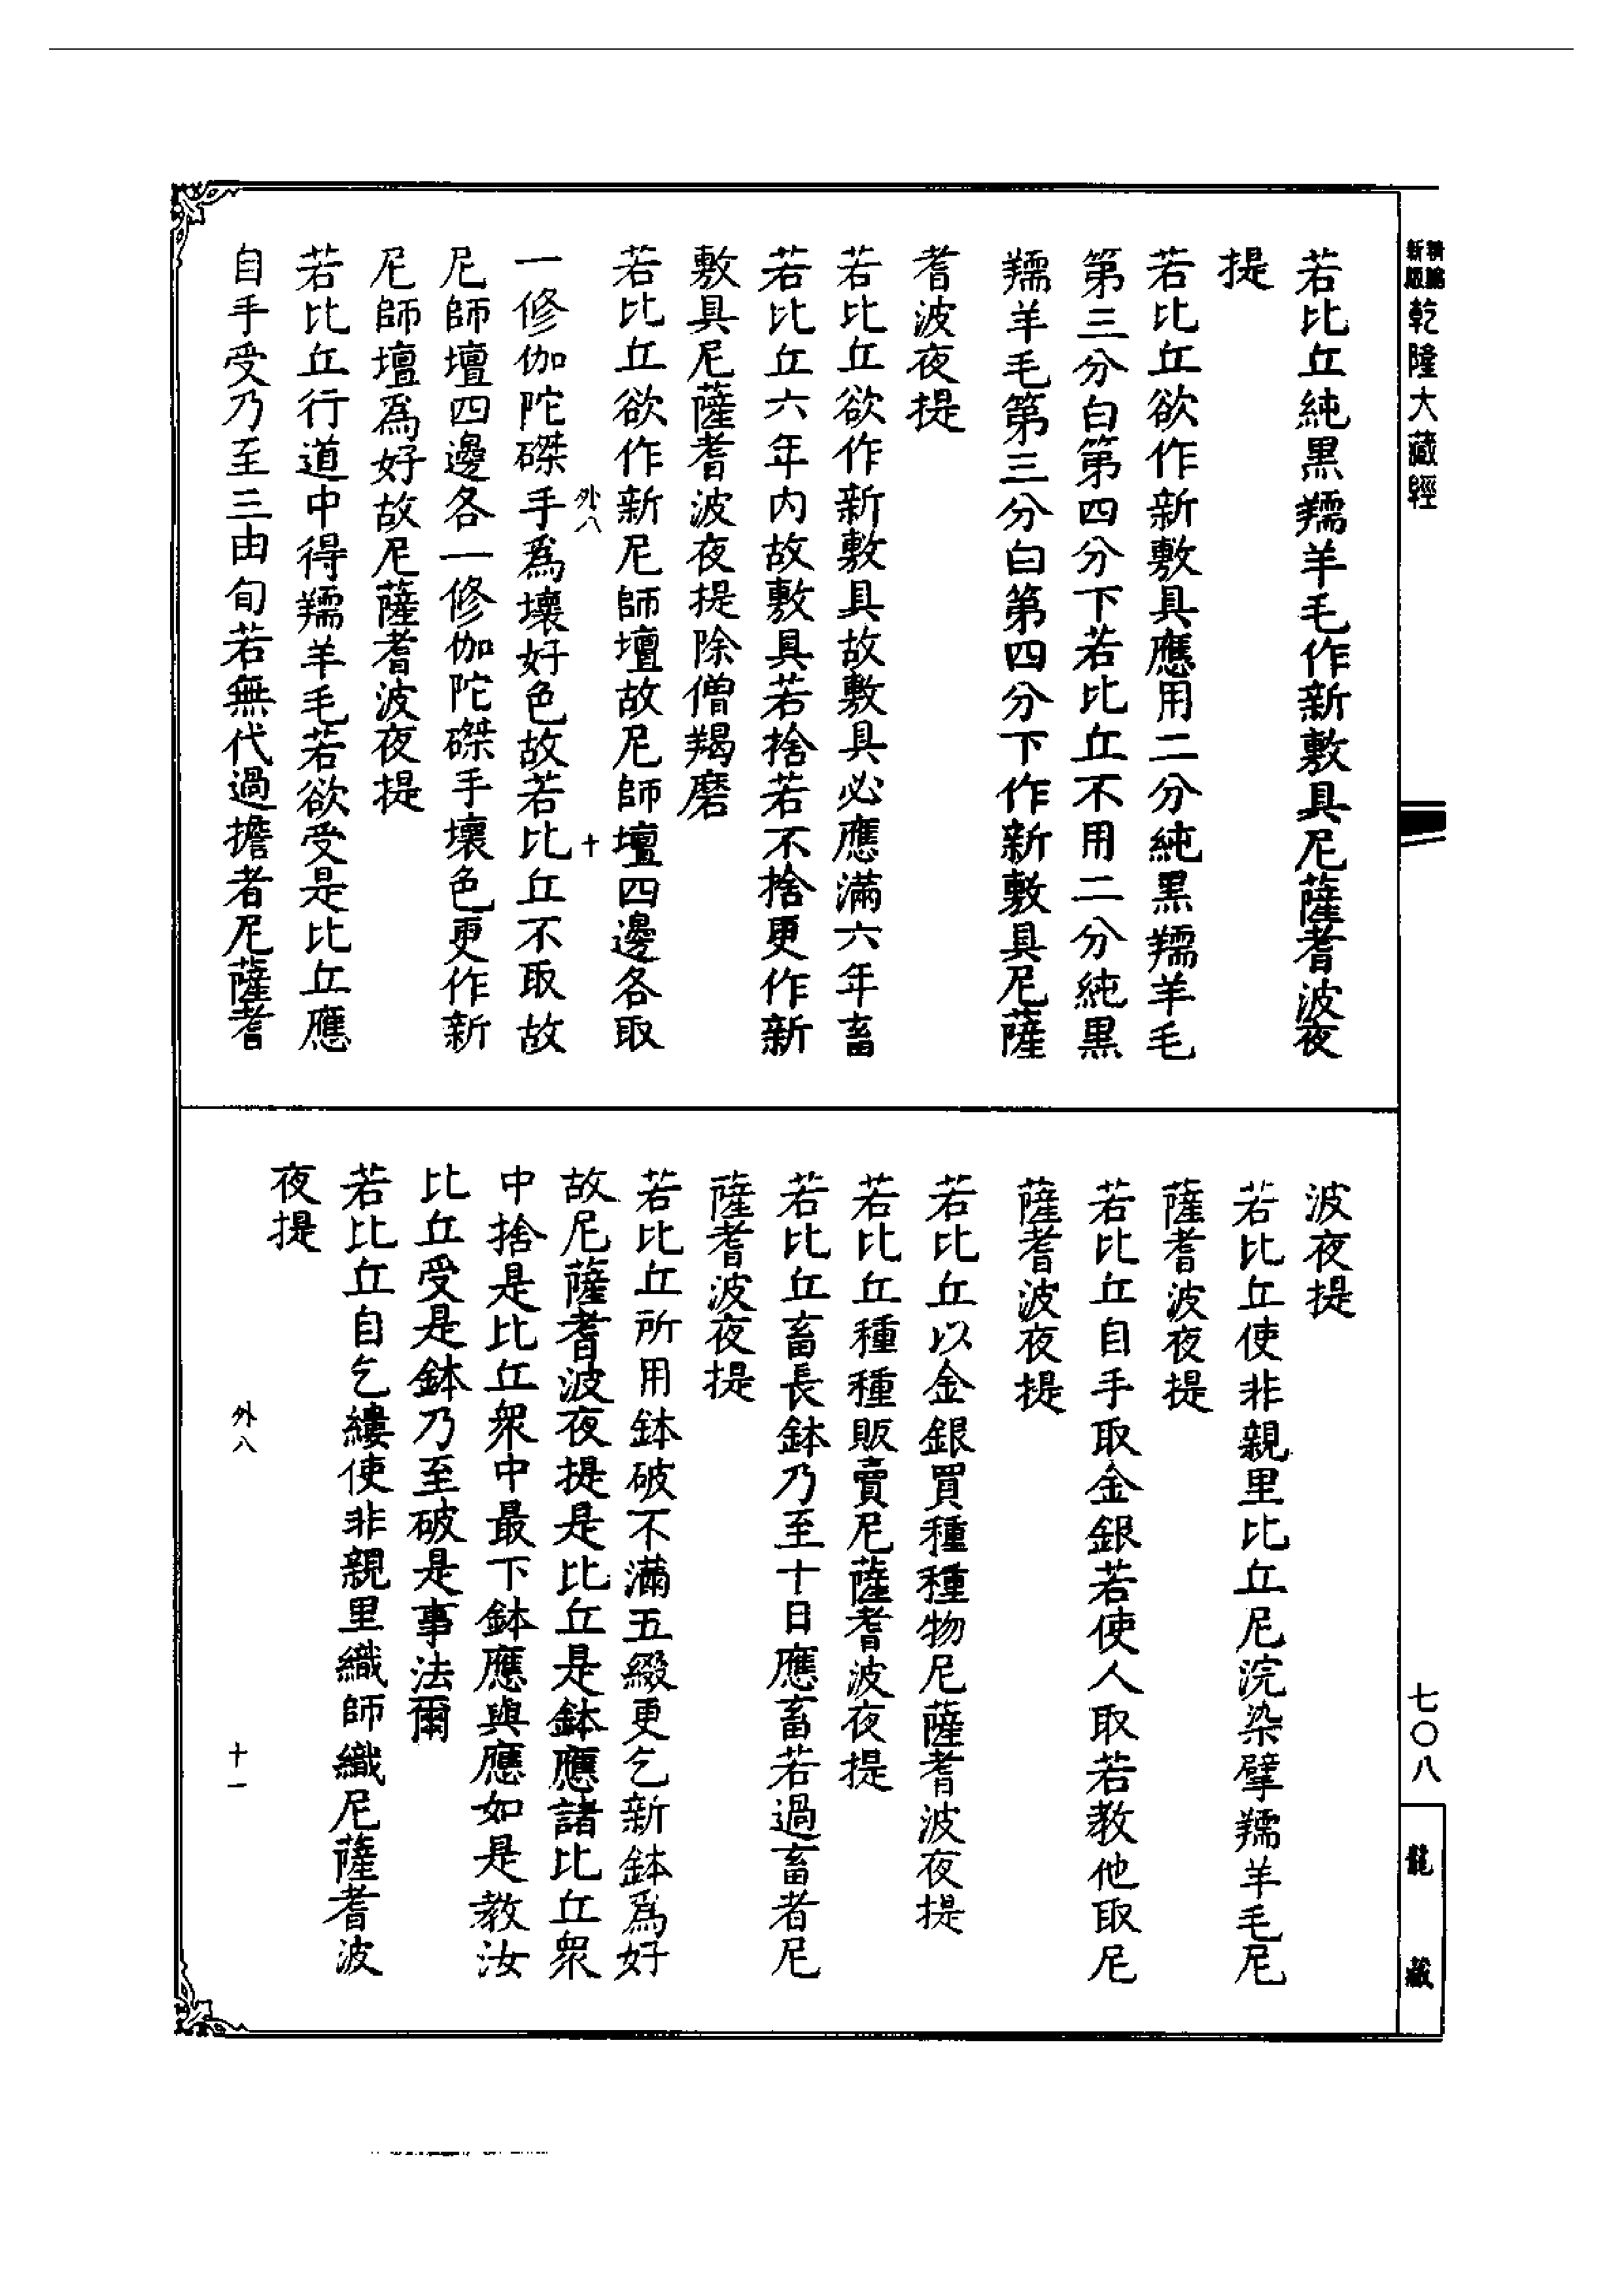 新編
新版
乾隆大藏經
七〇八
龍藏
若比丘純黑羺羊毛作新敷具尼薩耆波夜
提
若比丘欲作新敷具應用二分純黑羺羊毛
第三分白第四分下若比丘不用二分純黑
羺羊毛第三分白第四分下作新敷具尼薩
耆波夜提
若比丘欲作新敷具故敷具必應滿六年畜
若比丘六年内故敷具若捨若不捨更作新
敷具尼薩耆波夜提除僧羯磨
若比丘欲作新尼師壇故尼師壇四邊各取
外八
十
一修伽陀磔手爲壞好色故若比丘不取故
尼師壇四邊各一修伽陀磔手壞色更作新
尼師壇爲好故尼薩耆波夜提
若比丘行道中得羺羊毛若欲受是比丘應
自手受乃至三由旬若無代過擔者尼薩耆
波夜提
若比丘使非親里比丘尼浣染擘羺羊毛尼
薩耆波夜提
若比丘自手取金銀若使人取若教他取尼
薩耆波夜提
若比丘以金銀買種種物尼薩耆波夜提
若比丘種種販賣尼薩耆波夜提
若比丘畜長鉢乃至十日應畜若過畜者尼
薩耆波夜提
若比丘所用鉢破不滿五綴更乞新鉢爲好
故尼薩耆波夜提是比丘是鉢應諸比丘眾
中捨是比丘眾中最下鉢應與應如是教汝
比丘受是鉢乃至破是事法爾
若比丘自乞縷使非親里織師織尼薩耆波
夜提
外八
十一